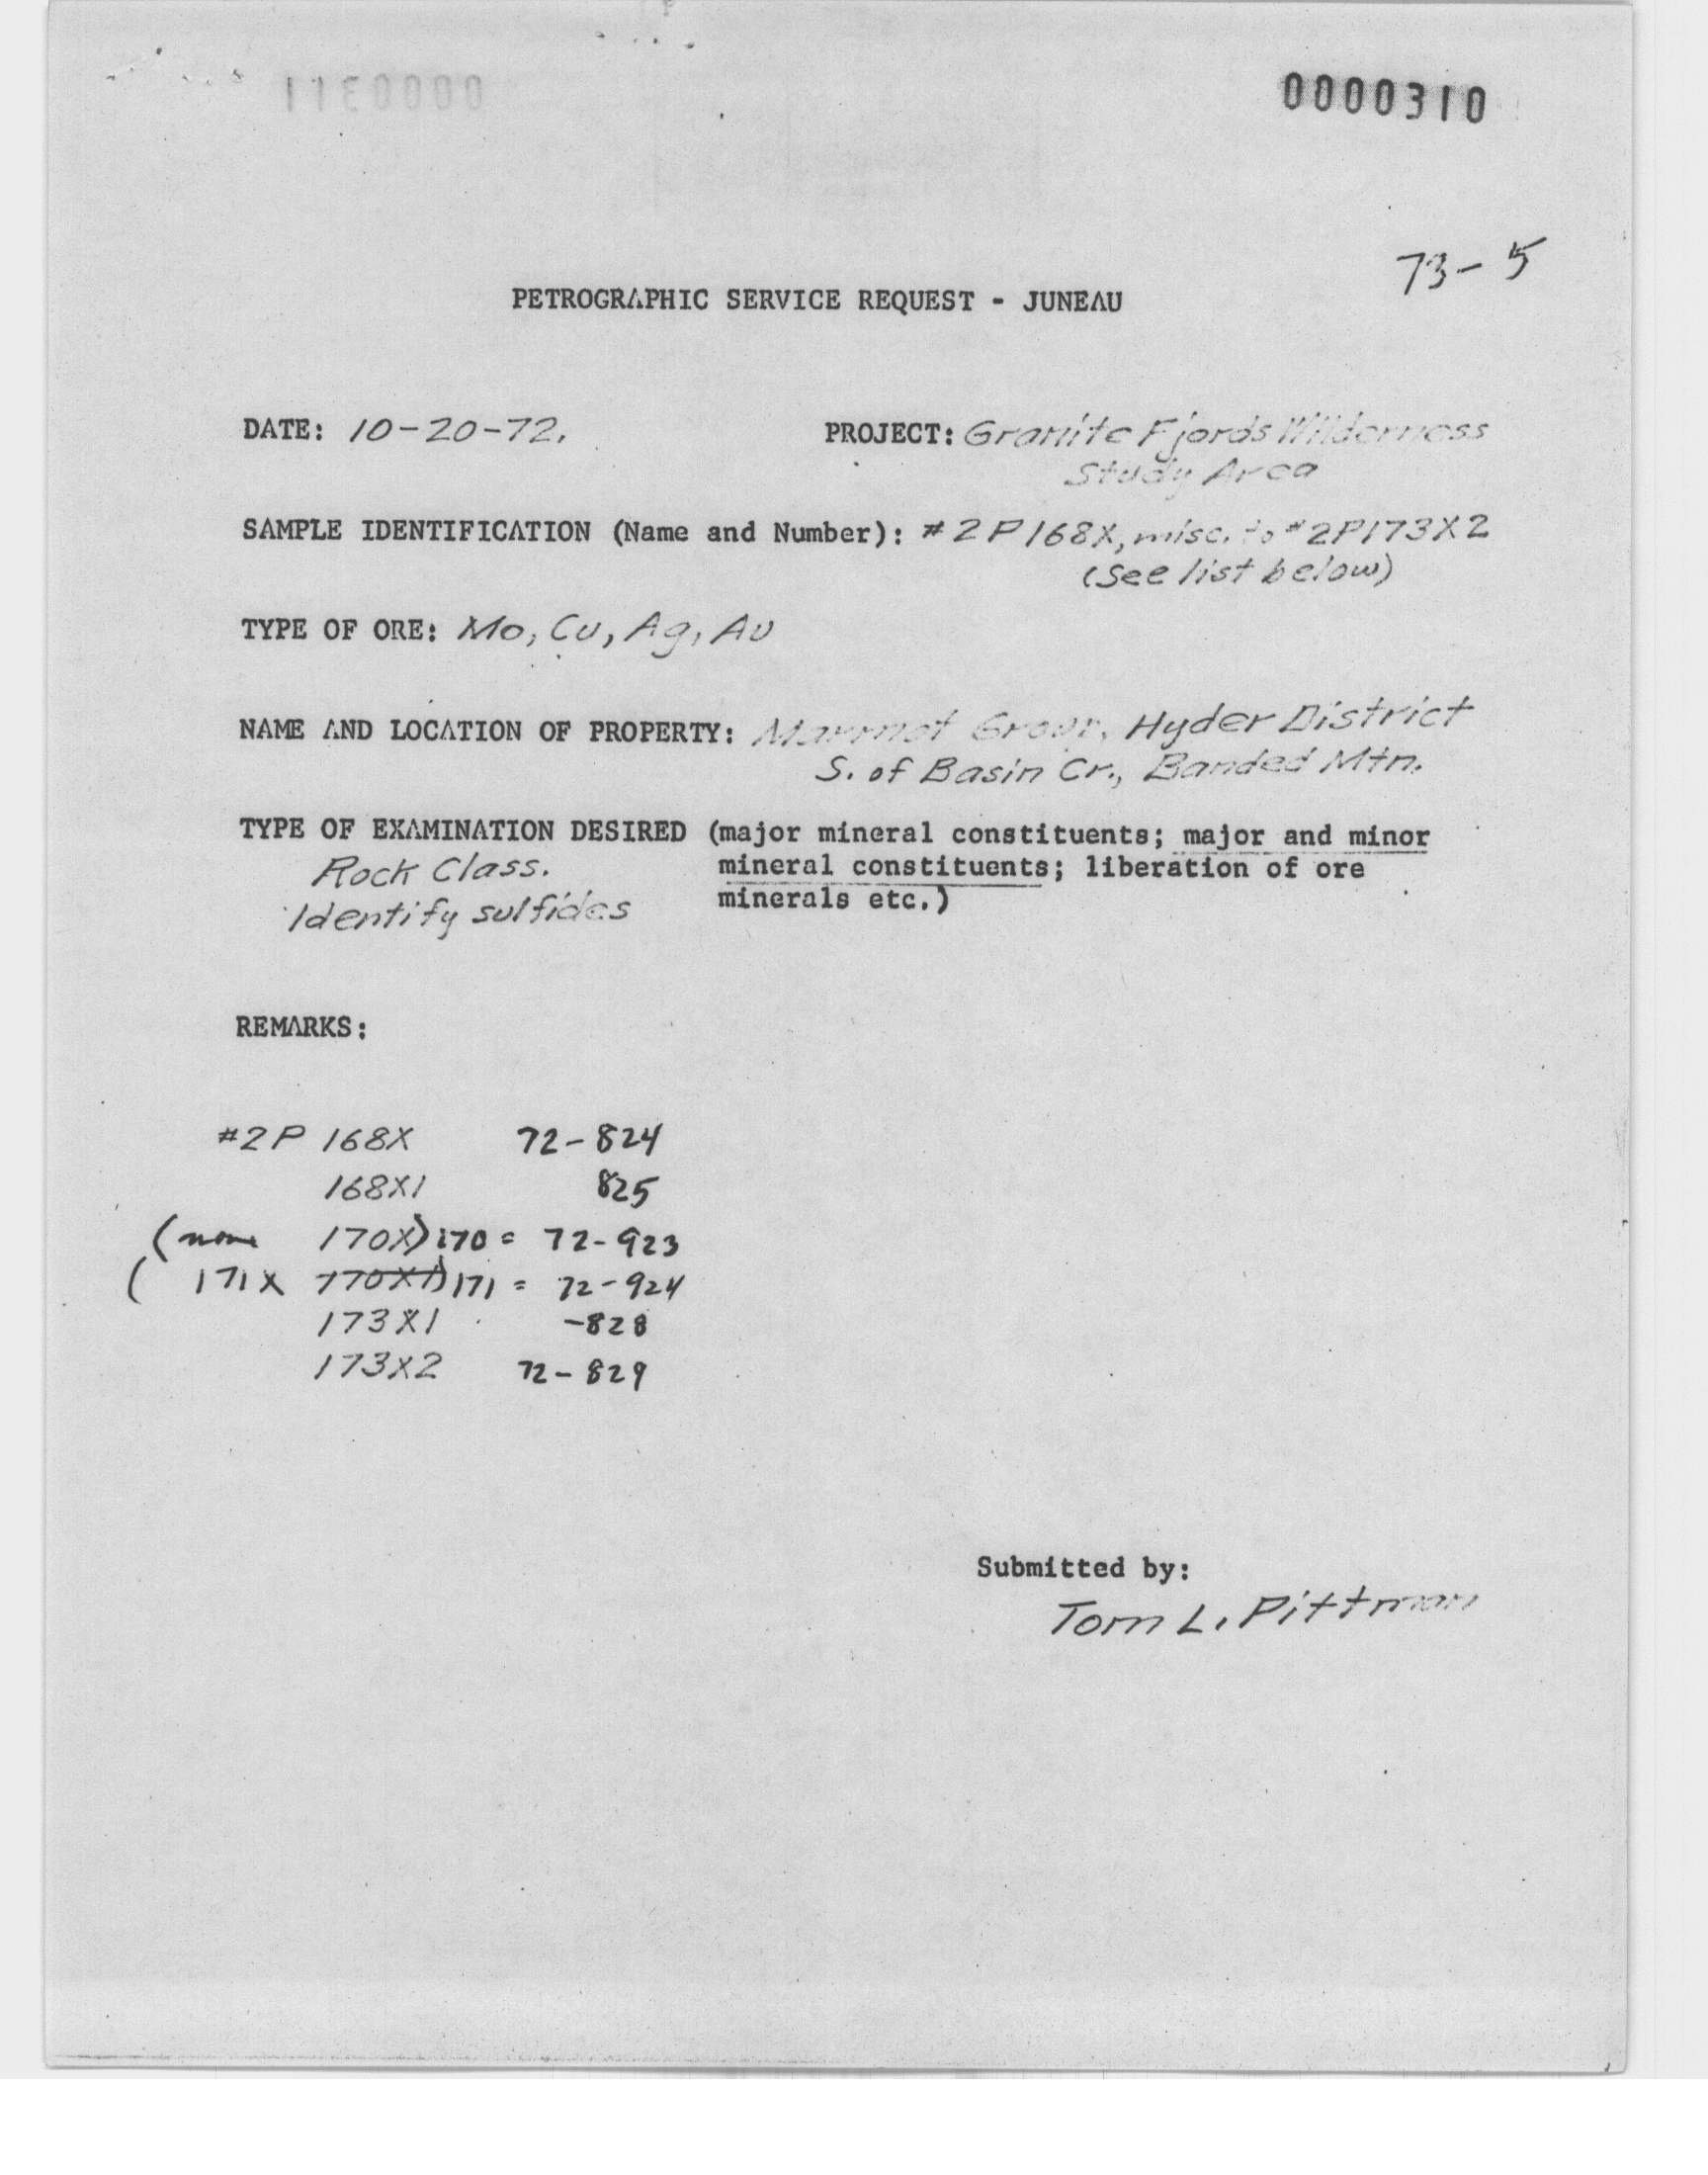 0000310
73-5
PETROGRAPHIC SERVICE REQUEST - JUNEAU
DATE: 10-20-72. PROJECT: Granite Fjords Wilderness
Study Area
SAMPLE IDENTIFICATION (Name and Number): #2P168X, misc. to #2P173X2
(See list below)
TYPE OF ORE: Mo, Cu, Ag, Au
NAME AND LOCATION OF PROPERTY: Marmot Group, Hyder District
S. of Basin Cr., Banded Mtn.
TYPE OF EXAMINATION DESIRED (major mineral constituents; major and minor
Rock Class. mineral constituents; liberation of ore
Identify sulfides minerals etc.)
REMARKS:
#2P 168X 72-824
168X1 825
(none 170X) 170 = 72-923
( 171X 170X1) 171 = 72-924
173X1 -828
173X2 72-829
Submitted by:
Tom L. Pittman